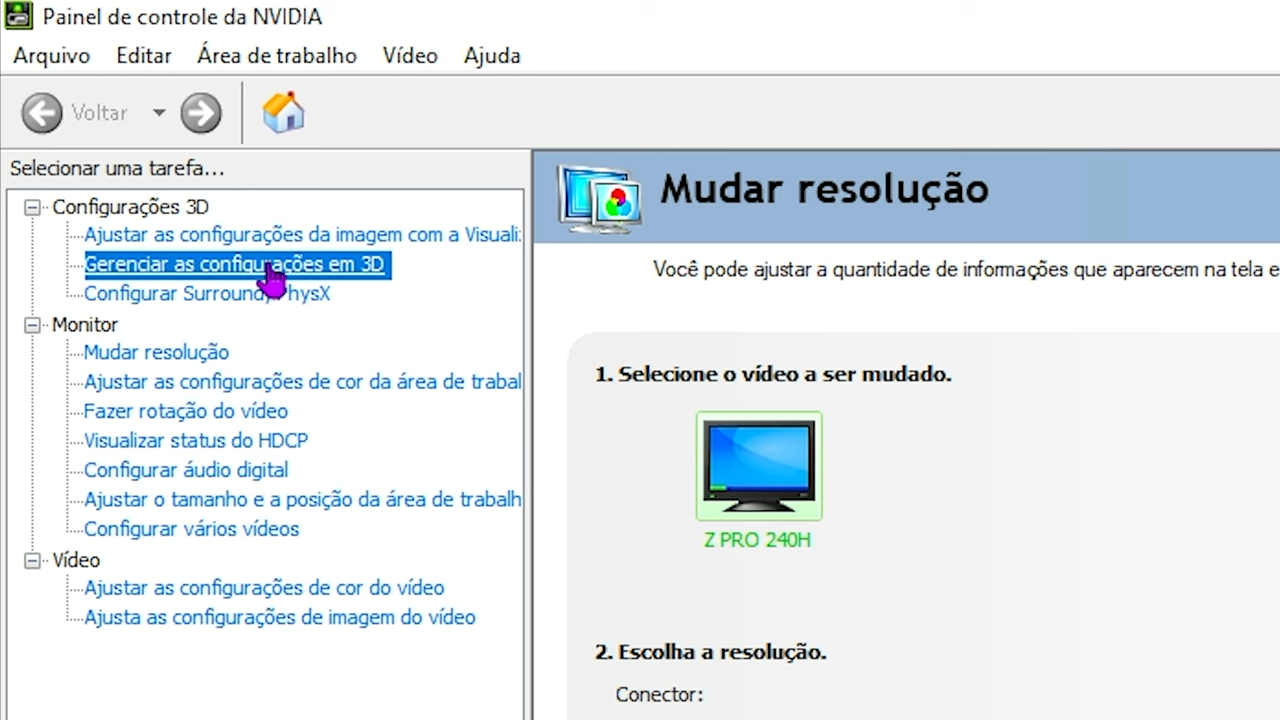 Painel de controle da NVIDIA
Arquivo Editar Área de trabalho Vídeo Ajuda
Voltar
Selecionar uma tarefa...
Configurações 3D
Ajustar as configurações da imagem com a Visuali
Gerenciar as configurações em 3D
Configurar Surround, PhysX
Monitor
Mudar resolução
Ajustar as configurações de cor da área de trabal
Fazer rotação do vídeo
Visualizar status do HDCP
Configurar áudio digital
Ajustar o tamanho e a posição da área de trabalh
Configurar vários vídeos
Vídeo
Ajustar as configurações de cor do vídeo
Ajusta as configurações de imagem do vídeo
Mudar resolução
Você pode ajustar a quantidade de informações que aparecem na tela e
1. Selecione o vídeo a ser mudado.
Z PRO 240H
2. Escolha a resolução.
Conector: